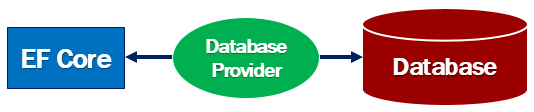 EF Core
Database
Provider
Database